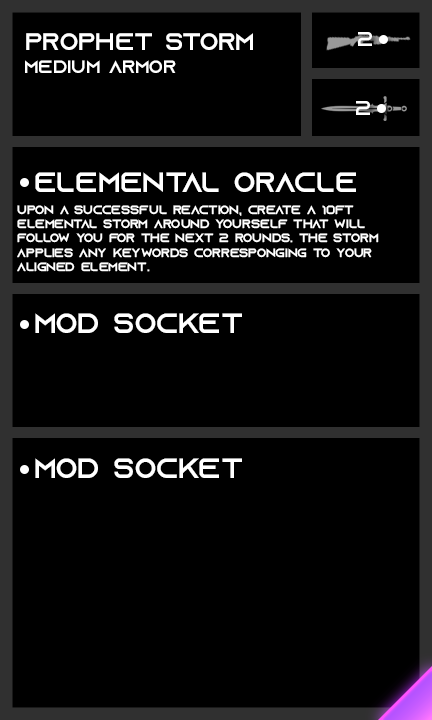 PROPHET STORM
MEDIUM ARMOR
2
2
•ELEMENTAL ORACLE
UPON A SUCCESSFUL REACTION, CREATE A 10FT
ELEMENTAL STORM AROUND YOURSELF THAT WILL
FOLLOW YOU FOR THE NEXT 2 ROUNDS. THE STORM
APPLIES ANY KEYWORDS CORRESPONGING TO YOUR
ALIGNED ELEMENT.
•MOD SOCKET
•MOD SOCKET